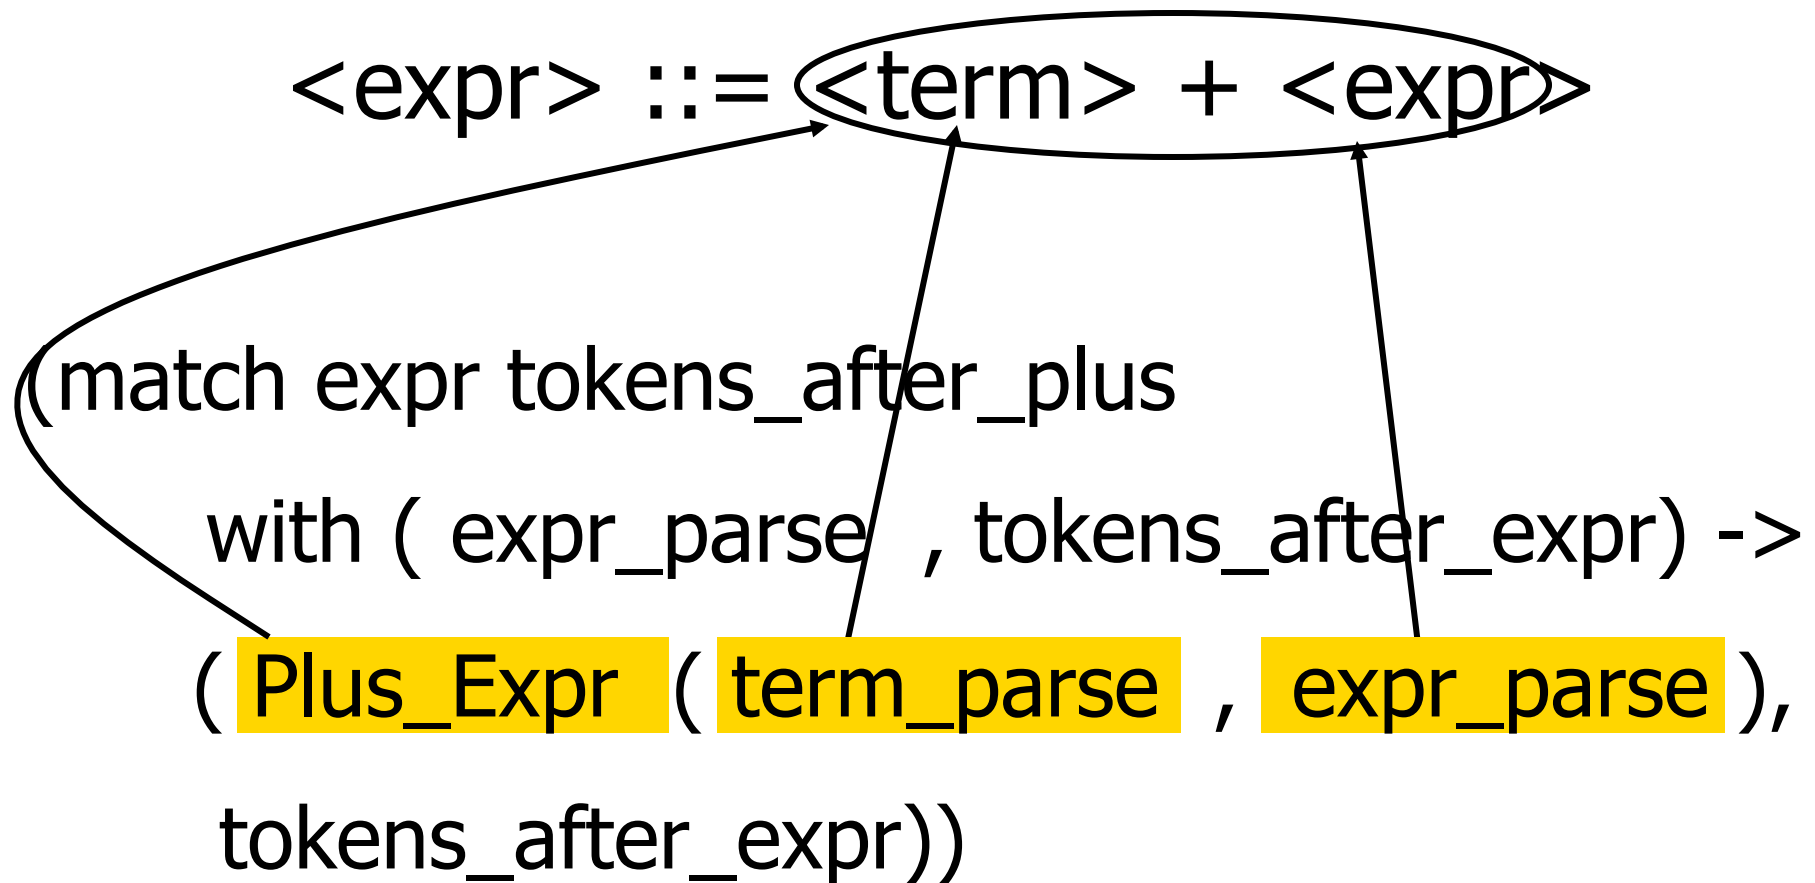 <expr> ::= <term> + <expr>
(match expr tokens_after_plus
with ( expr_parse , tokens_after_expr) ->
( Plus_Expr ( term_parse , expr_parse ),
tokens_after_expr))